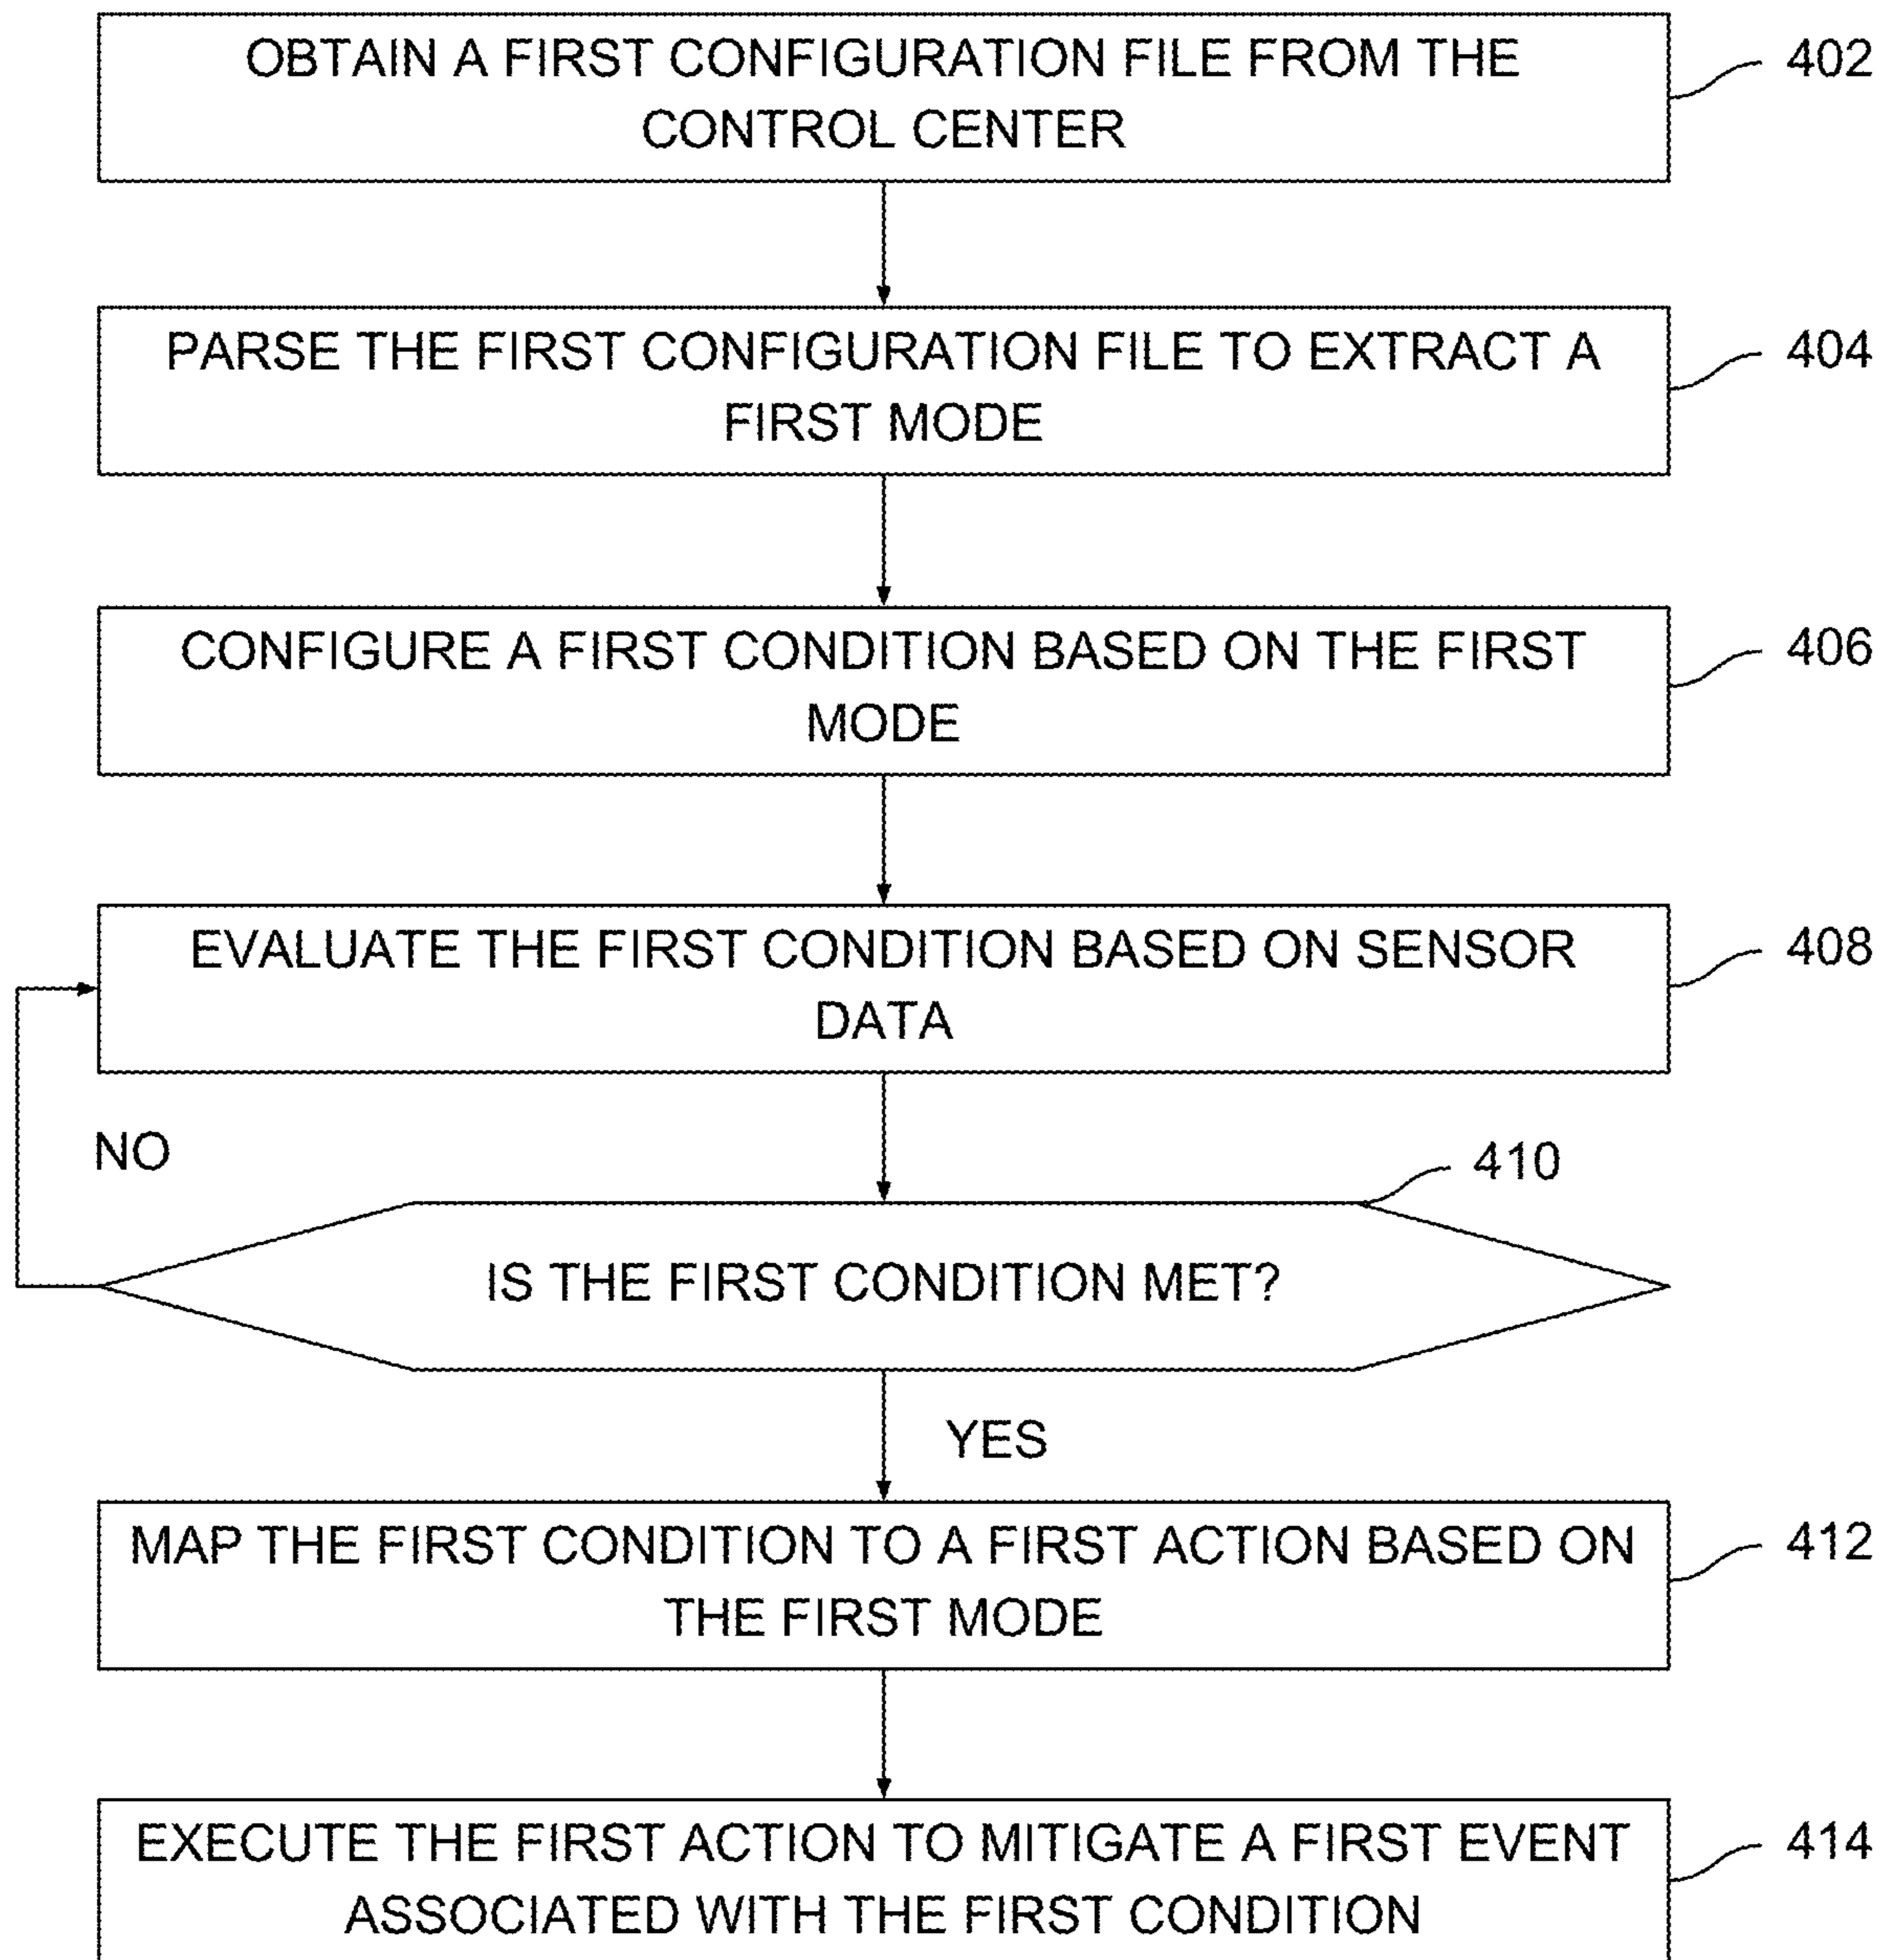 OBTAIN A FIRST CONFIGURATION FILE FROM THE
CONTROL CENTER
402
PARSE THE FIRST CONFIGURATION FILE TO EXTRACT A
FIRST MODE
404
CONFIGURE A FIRST CONDITION BASED ON THE FIRST
MODE
406
EVALUATE THE FIRST CONDITION BASED ON SENSOR
DATA
408
NO
410
IS THE FIRST CONDITION MET?
YES
MAP THE FIRST CONDITION TO A FIRST ACTION BASED ON
THE FIRST MODE
412
EXECUTE THE FIRST ACTION TO MITIGATE A FIRST EVENT
ASSOCIATED WITH THE FIRST CONDITION
414